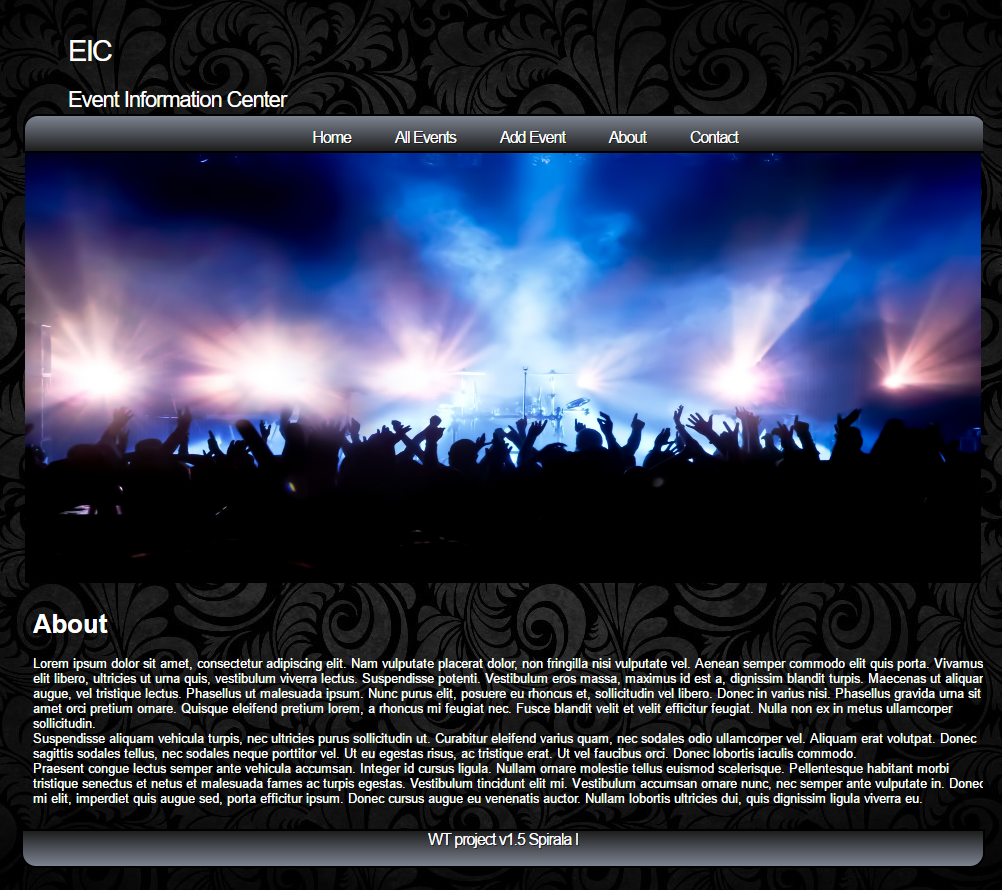 EIC
Event Information Center
Home All Events Add Event About Contact
About
Lorem ipsum dolor sit amet, consectetur adipiscing elit. Nam vulputate placerat dolor, non fringilla nisi vulputate vel. Aenean semper commodo elit quis porta. Vivamus
elit libero, ultricies ut urna quis, vestibulum viverra lectus. Suspendisse potenti. Vestibulum eros massa, maximus id est a, dignissim blandit turpis. Maecenas ut aliquam
augue, vel tristique lectus. Phasellus ut malesuada ipsum. Nunc purus elit, posuere eu rhoncus et, sollicitudin vel libero. Donec in varius nisi. Phasellus gravida urna sit
amet orci pretium ornare. Quisque eleifend pretium lorem, a rhoncus mi feugiat nec. Fusce blandit velit et velit efficitur feugiat. Nulla non ex in metus ullamcorper
sollicitudin.
Suspendisse aliquam vehicula turpis, nec ultricies purus sollicitudin ut. Curabitur eleifend varius quam, nec sodales odio ullamcorper vel. Aliquam erat volutpat. Donec
sagittis sodales tellus, nec sodales neque porttitor vel. Ut eu egestas risus, ac tristique erat. Ut vel faucibus orci. Donec lobortis iaculis commodo.
Praesent congue lectus semper ante vehicula accumsan. Integer id cursus ligula. Nullam ornare molestie tellus euismod scelerisque. Pellentesque habitant morbi
tristique senectus et netus et malesuada fames ac turpis egestas. Vestibulum tincidunt elit mi. Vestibulum accumsan ornare nunc, nec semper ante vulputate in. Donec
mi elit, imperdiet quis augue sed, porta efficitur ipsum. Donec cursus augue eu venenatis auctor. Nullam lobortis ultricies dui, quis dignissim ligula viverra eu.
WT project v1.5 Spirala I